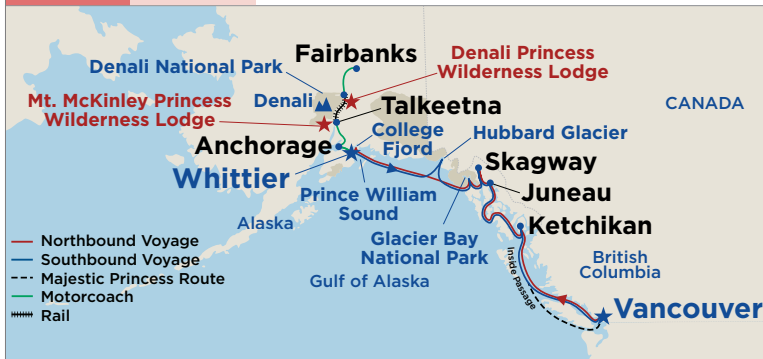 Fairbanks
Denali National Park
Denali Princess
Wilderness Lodge
Denali
Mt. McKinley Princess
Wilderness Lodge
Talkeetna
CANADA
College
Fjord
Hubbard Glacier
Anchorage
Whittier
Skagway
Juneau
Prince William
Sound
Alaska
Glacier Bay
National Park
Ketchikan
Gulf of Alaska
Inside Passage
British
Columbia
Vancouver
Northbound Voyage
Southbound Voyage
Majestic Princess Route
Motorcoach
Rail